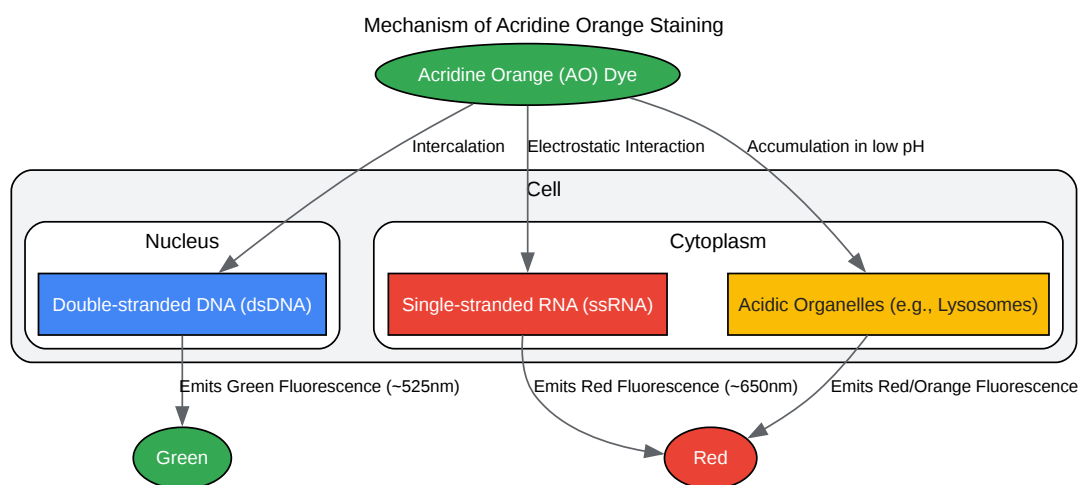 Mechanism of Acridine Orange Staining
Acridine Orange (AO) Dye
Intercalation
Electrostatic Interaction
Accumulation in low pH
Cell
Nucleus
Cytoplasm
Double-stranded DNA (dsDNA)
Single-stranded RNA (ssRNA)
Acidic Organelles (e.g., Lysosomes)
Emits Green Fluorescence (~525nm)
Emits Red Fluorescence (~650nm)
Emits Red/Orange Fluorescence
Green
Red